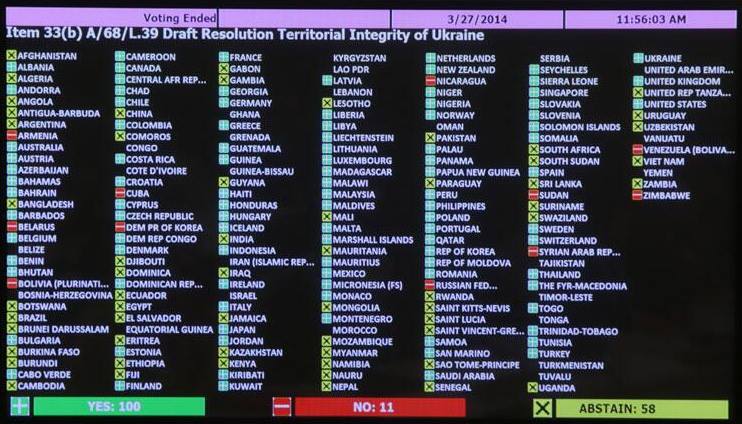 Voting Ended 3/27/2014 11:56:03 AM
Item 33(b) A/68/L.39 Draft Resolution Territorial Integrity of Ukraine
AFGHANISTAN
ALBANIA
ALGERIA
ANDORRA
ANGOLA
ANTIGUA-BARBUDA
ARGENTINA
ARMENIA
AUSTRALIA
AUSTRIA
AZERBAIJAN
BAHAMAS
BAHRAIN
BANGLADESH
BARBADOS
BELARUS
BELGIUM
BELIZE
BENIN
BHUTAN
BOLIVIA (PLURINATI...
BOSNIA-HERZEGOVINA
BOTSWANA
BRAZIL
BRUNEI DARUSSALAM
BULGARIA
BURKINA FASO
BURUNDI
CABO VERDE
CAMBODIA
CAMEROON
CANADA
CENTRAL AFR REP...
CHAD
CHILE
CHINA
COLOMBIA
COMOROS
CONGO
COSTA RICA
COTE D'IVOIRE
CROATIA
CUBA
CYPRUS
CZECH REPUBLIC
DEM PR OF KOREA
DEM REP CONGO
DENMARK
DJIBOUTI
DOMINICA
DOMINICAN REP...
ECUADOR
EGYPT
EL SALVADOR
EQUATORIAL GUINEA
ERITREA
ESTONIA
ETHIOPIA
FIJI
FINLAND
FRANCE
GABON
GAMBIA
GEORGIA
GERMANY
GHANA
GREECE
GRENADA
GUATEMALA
GUINEA
GUINEA-BISSAU
GUYANA
HAITI
HONDURAS
HUNGARY
ICELAND
INDIA
INDONESIA
IRAN (ISLAMIC REP...
IRAQ
IRELAND
ISRAEL
ITALY
JAMAICA
JAPAN
JORDAN
KAZAKHSTAN
KENYA
KIRIBATI
KUWAIT
KYRGYZSTAN
LAO PDR
LATVIA
LEBANON
LESOTHO
LIBERIA
LIBYA
LIECHTENSTEIN
LITHUANIA
LUXEMBOURG
MADAGASCAR
MALAWI
MALAYSIA
MALDIVES
MALI
MALTA
MARSHALL ISLANDS
MAURITANIA
MAURITIUS
MEXICO
MICRONESIA (FS)
MONACO
MONGOLIA
MONTENEGRO
MOROCCO
MOZAMBIQUE
MYANMAR
NAMIBIA
NAURU
NEPAL
NETHERLANDS
NEW ZEALAND
NICARAGUA
NIGER
NIGERIA
NORWAY
OMAN
PAKISTAN
PALAU
PANAMA
PAPUA NEW GUINEA
PARAGUAY
PERU
PHILIPPINES
POLAND
PORTUGAL
QATAR
REP OF KOREA
REP OF MOLDOVA
ROMANIA
RUSSIAN FED...
RWANDA
SAINT KITTS-NEVIS
SAINT LUCIA
SAINT VINCENT-GRE...
SAMOA
SAN MARINO
SAO TOME-PRINCIPE
SAUDI ARABIA
SENEGAL
SERBIA
SEYCHELLES
SIERRA LEONE
SINGAPORE
SLOVAKIA
SLOVENIA
SOLOMON ISLANDS
SOMALIA
SOUTH AFRICA
SOUTH SUDAN
SPAIN
SRI LANKA
SUDAN
SURINAME
SWAZILAND
SWEDEN
SWITZERLAND
SYRIAN ARAB REP...
TAJIKISTAN
THAILAND
THE FYR-MACEDONIA
TIMOR-LESTE
TOGO
TONGA
TRINIDAD-TOBAGO
TUNISIA
TURKEY
TURKMENISTAN
TUVALU
UGANDA
UKRAINE
UNITED ARAB EMIR...
UNITED KINGDOM
UNITED REP TANZA...
UNITED STATES
URUGUAY
UZBEKISTAN
VANUATU
VENEZUELA (BOLIVA...
VIET NAM
YEMEN
ZAMBIA
ZIMBABWE
YES: 100 NO: 11 ABSTAIN: 58